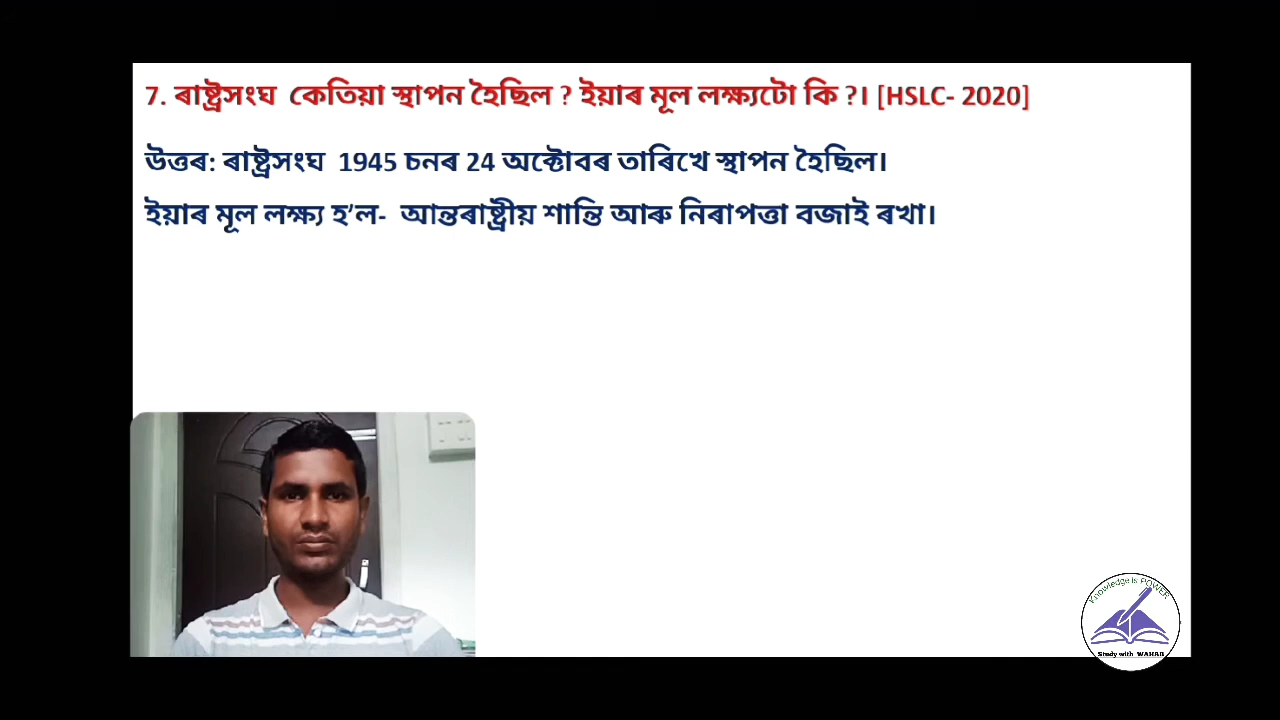 7. ৰাষ্ট্ৰসংঘ কেতিয়া স্থাপন হৈছিল ? ইয়াৰ মূল লক্ষ্যটো কি ?। [HSLC- 2020]
উত্তৰ: ৰাষ্ট্ৰসংঘ 1945 চনৰ 24 অক্টোবৰ তাৰিখে স্থাপন হৈছিল।
ইয়াৰ মূল লক্ষ্য হ’ল- আন্তৰাষ্ট্ৰীয় শান্তি আৰু নিৰাপত্তা বজাই ৰখা।
Knowledge is POWER
Study with WAHAB